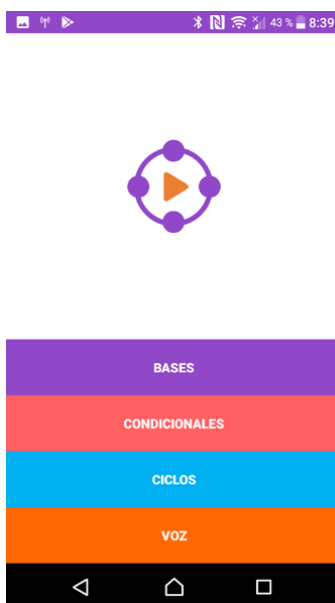 43 % 8:39
BASES
CONDICIONALES
CICLOS
VOZ